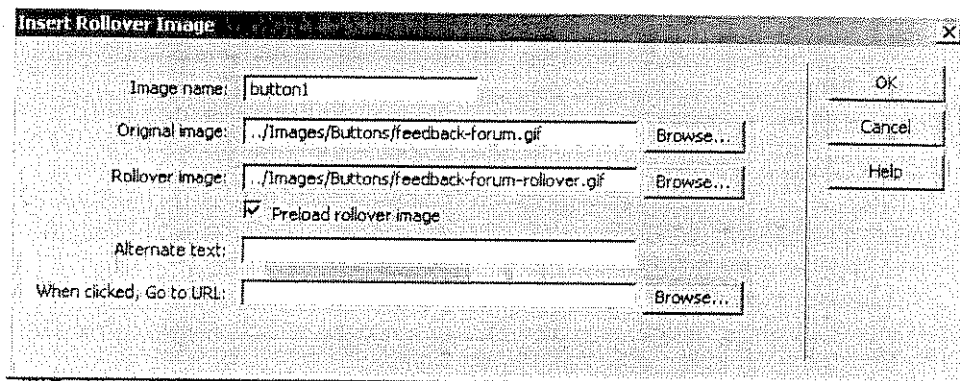 Insert Rollover Image
Image name: button1
OK
Original image: ../Images/Buttons/feedback-forum.gif Browse...
Cancel
Rollover image: ../Images/Buttons/feedback-forum-rollover.gif Browse...
Help
Preload rollover image
Alternate text:
When clicked, Go to URL: Browse...